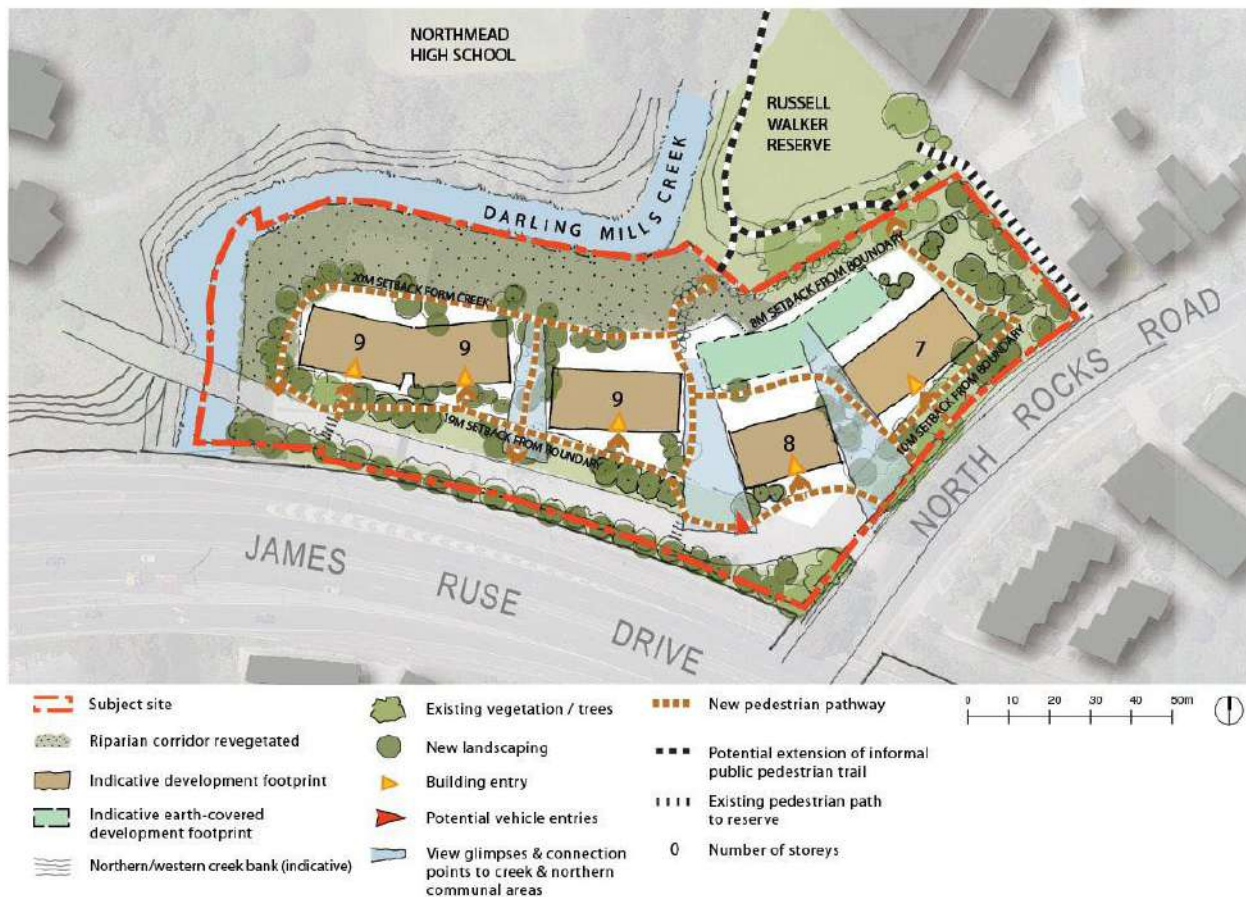 NORTHMEAD
HIGH SCHOOL
RUSSELL
WALKER
RESERVE
DARLING MILLS CREEK
20M SETBACK FORM CREEK
8M SETBACK FROM BOUNDARY
9
9
9
8
7
19M SETBACK FROM BOUNDARY
10M SETBACK FROM BOUNDARY
NORTH ROCKS ROAD
JAMES RUSE DRIVE
Subject site
Riparian corridor revegetated
Indicative development footprint
Indicative earth-covered
development footprint
Northern/western creek bank (indicative)
Existing vegetation / trees
New landscaping
Building entry
Potential vehicle entries
View glimpses & connection
points to creek & northern
communal areas
New pedestrian pathway
Potential extension of informal
public pedestrian trail
Existing pedestrian path
to reserve
0 Number of storeys
0 10 20 30 40 50m